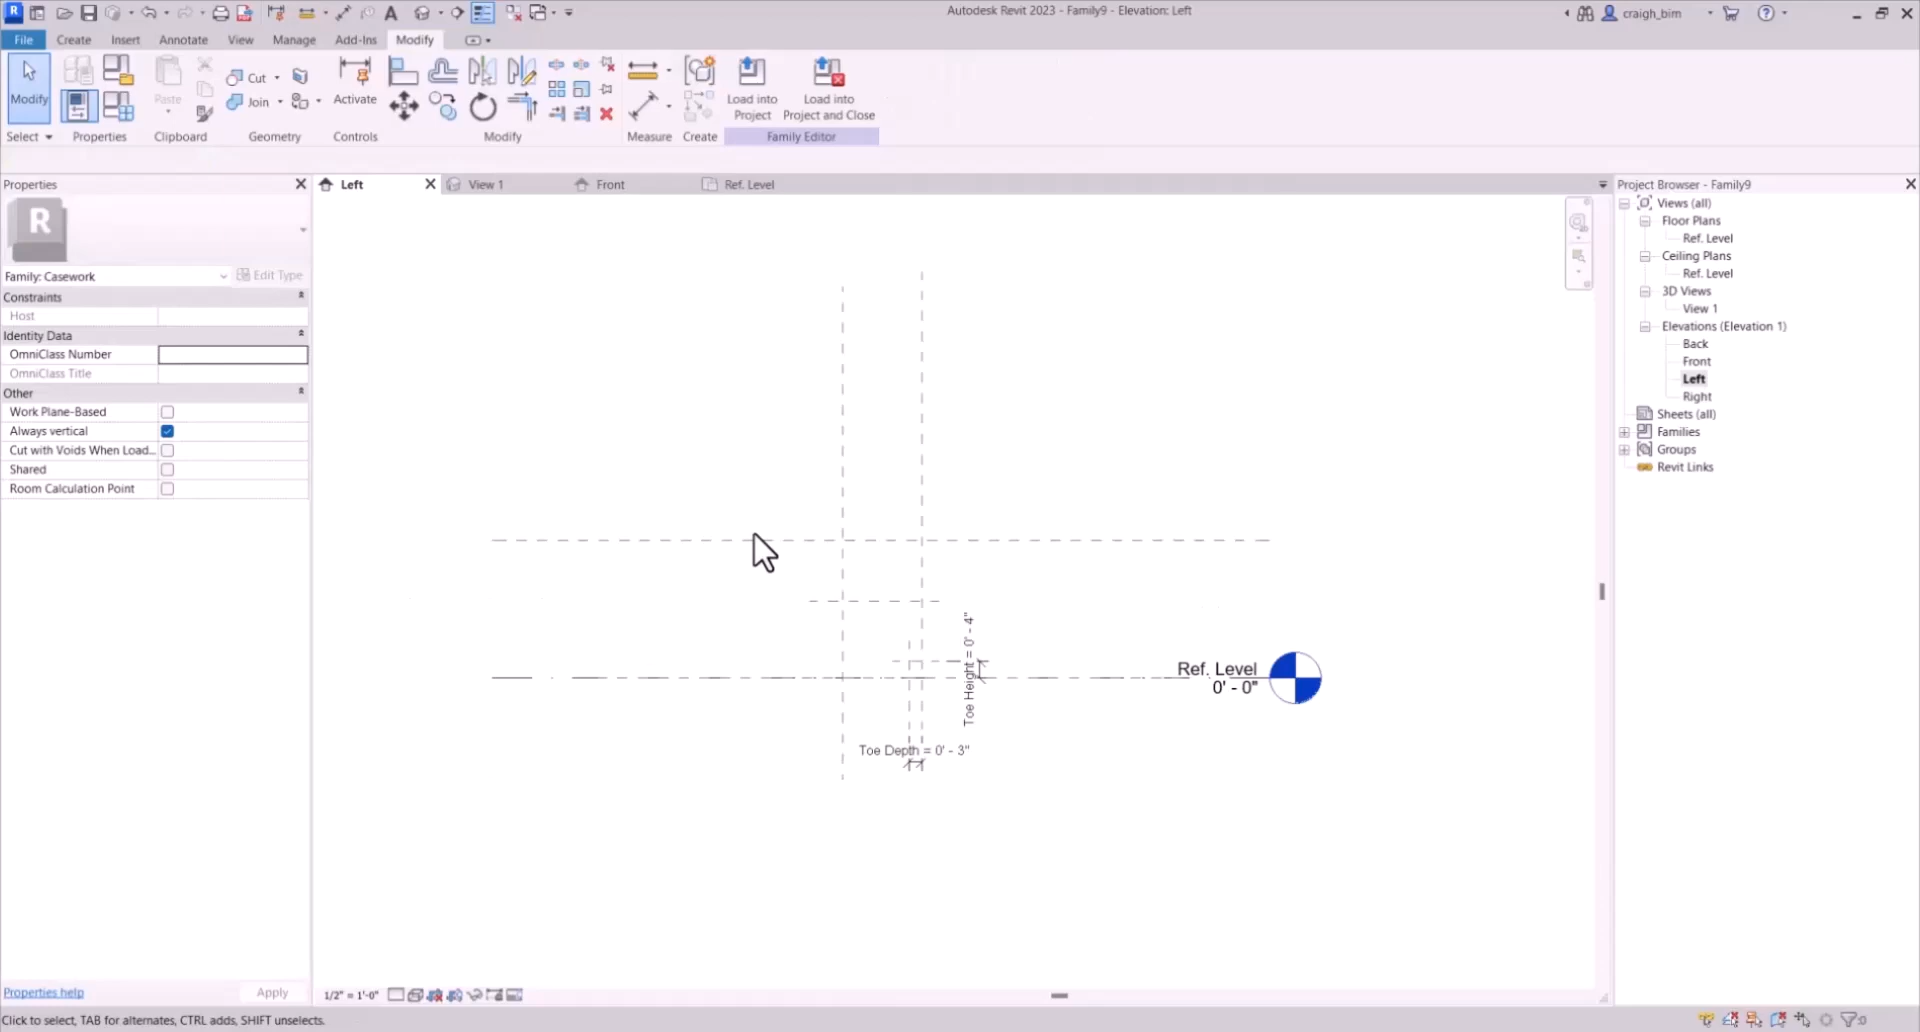 Autodesk Revit 2023 - Family9 - Elevation: Left
craigh_bim
File Create Insert Annotate View Manage Add-Ins Modify
Modify
Paste
Cut
Join
Activate
Load into Project
Load into Project and Close
Select Properties Clipboard Geometry Controls Modify Measure Create Family Editor
Properties
Left View 1 Front Ref. Level
Project Browser - Family9
Family: Casework
Edit Type
Constraints
Host
Identity Data
OmniClass Number
OmniClass Title
Other
Work Plane-Based
Always vertical
Cut with Voids When Load...
Shared
Room Calculation Point
Toe Height = 0' - 4"
Toe Depth = 0' - 3"
Ref. Level
0' - 0"
Views (all)
Floor Plans
Ref. Level
Ceiling Plans
Ref. Level
3D Views
View 1
Elevations (Elevation 1)
Back
Front
Left
Right
Sheets (all)
Families
Groups
Revit Links
Properties help
Apply
1/2" = 1'-0"
Click to select, TAB for alternates, CTRL adds, SHIFT unselects.
:0